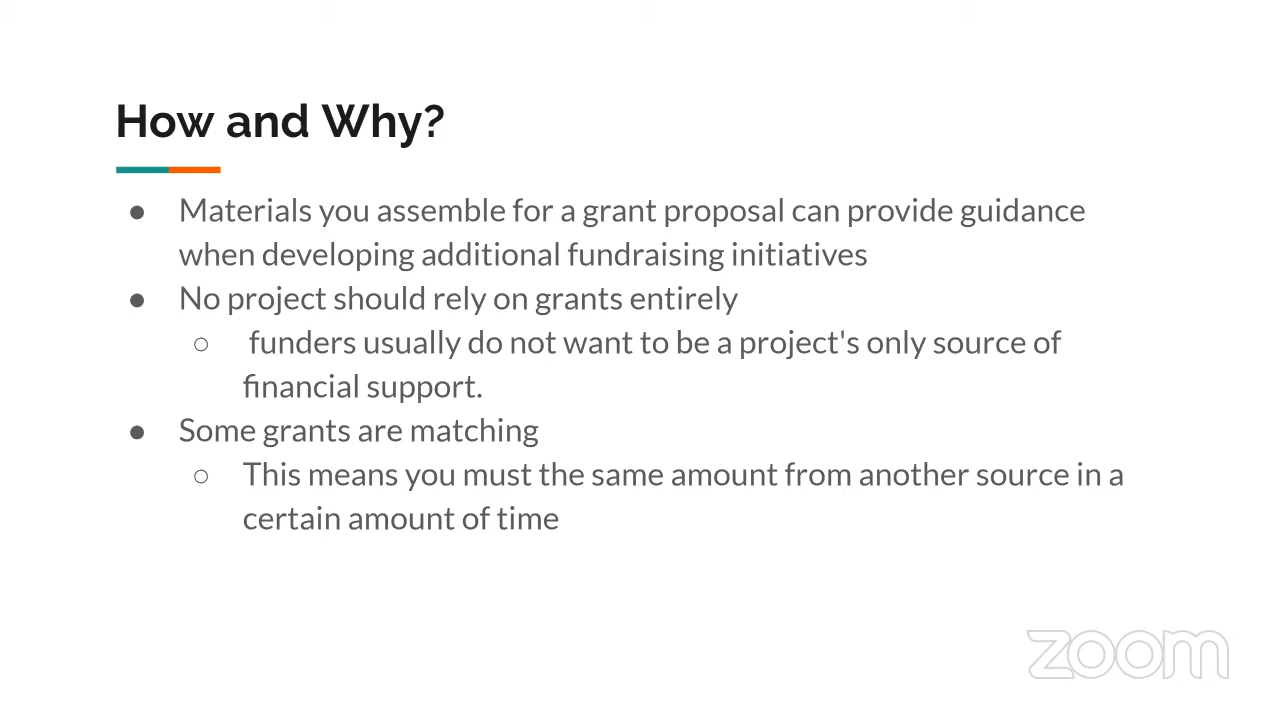 How and Why?
● Materials you assemble for a grant proposal can provide guidance
when developing additional fundraising initiatives
● No project should rely on grants entirely
○ funders usually do not want to be a project's only source of
financial support.
● Some grants are matching
○ This means you must the same amount from another source in a
certain amount of time
zoom